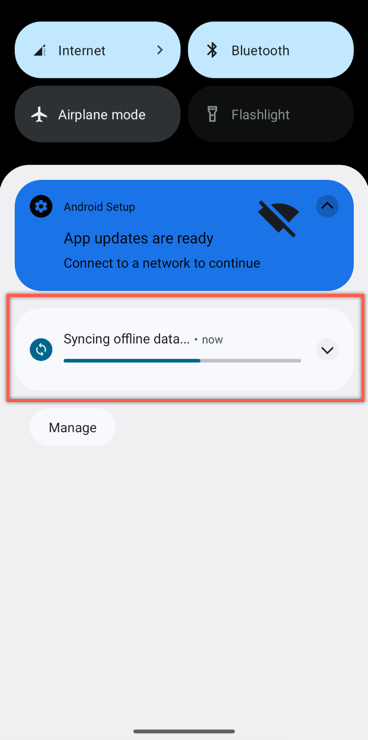 Internet
Bluetooth
Airplane mode
Flashlight
Android Setup
App updates are ready
Connect to a network to continue
Syncing offline data... • now
Manage